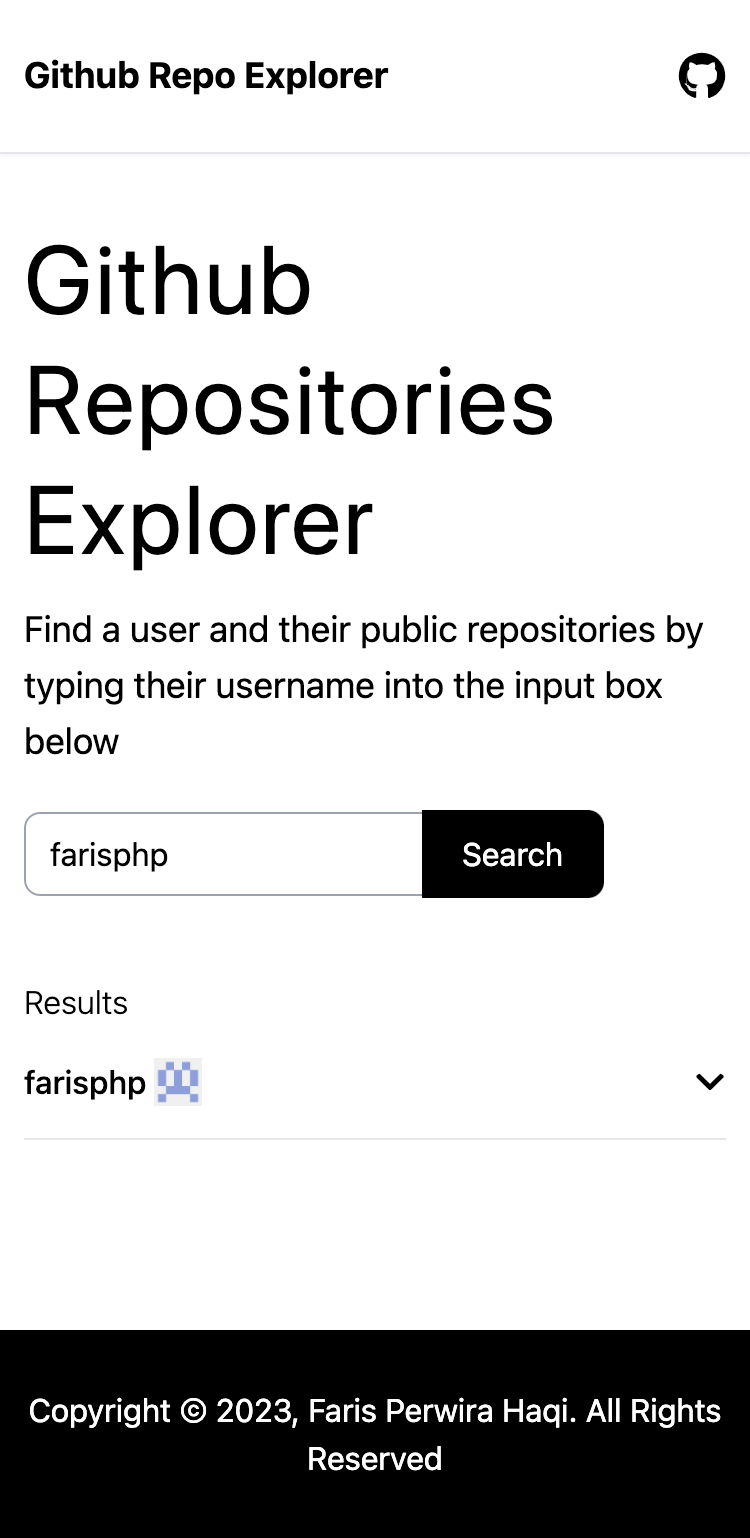 Github Repo Explorer
Github
Repositories
Explorer
Find a user and their public repositories by
typing their username into the input box
below
farisphp
Search
Results
farisphp
Copyright © 2023, Faris Perwira Haqi. All Rights
Reserved